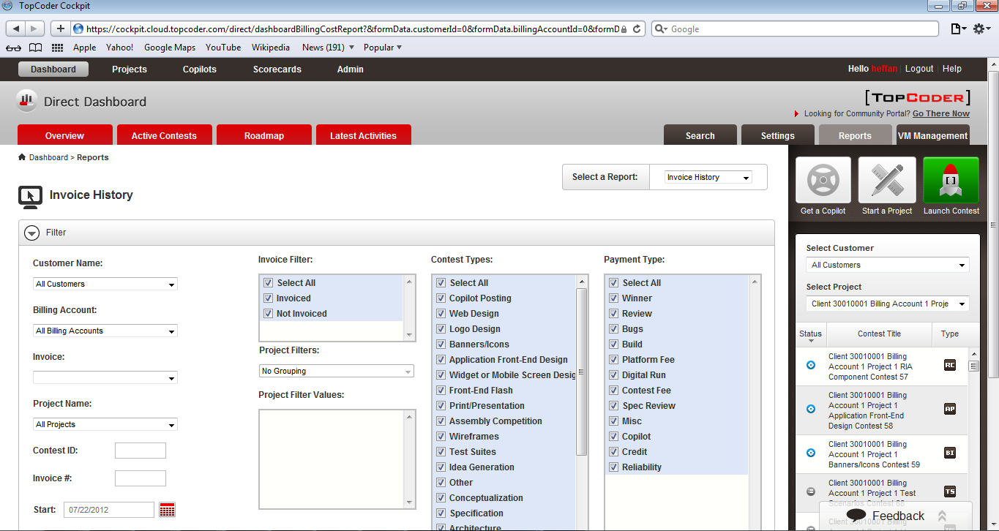 TopCoder Cockpit
https://cockpit.cloud.topcoder.com/direct/dashboardBillingCostReport?&formData.customerId=0&formData.billingAccountId=0&formD
Google
Apple Yahoo! Google Maps YouTube Wikipedia News (191) Popular
Dashboard Projects Copilots Scorecards Admin
Hello heffan | Logout | Help
Direct Dashboard
[TOPCODER]
Looking for Community Portal? Go There Now
Overview Active Contests Roadmap Latest Activities
Search Settings Reports VM Management
Dashboard > Reports
Select a Report: Invoice History
Invoice History
Get a Copilot Start a Project Launch Contest
Filter
Customer Name:
All Customers
Billing Account:
All Billing Accounts
Invoice:
Project Name:
All Projects
Contest ID:
Invoice #:
Start: 07/22/2012
Invoice Filter:
Select All
Invoiced
Not Invoiced
Project Filters:
No Grouping
Project Filter Values:
Contest Types:
Select All
Copilot Posting
Web Design
Logo Design
Banners/Icons
Application Front-End Design
Widget or Mobile Screen Desig
Front-End Flash
Print/Presentation
Assembly Competition
Wireframes
Test Suites
Idea Generation
Other
Conceptualization
Specification
Architecture
Payment Type:
Select All
Winner
Review
Bugs
Build
Platform Fee
Digital Run
Contest Fee
Spec Review
Misc
Copilot
Credit
Reliability
Select Customer
All Customers
Select Project
Client 30010001 Billing Account 1 Proje
Status Contest Title Type
Client 30010001 Billing
Account 1 Project 1 RIA
Component Contest 57
RC
Client 30010001 Billing
Account 1 Project 1
Application Front-End
Design Contest 58
AP
Client 30010001 Billing
Account 1 Project 1
Banners/Icons Contest 59
BI
Client 30010001 Billing
Account 1 Project 1 Test
Scenarios Contest 68
TS
Client 30010001 Billing
Feedback